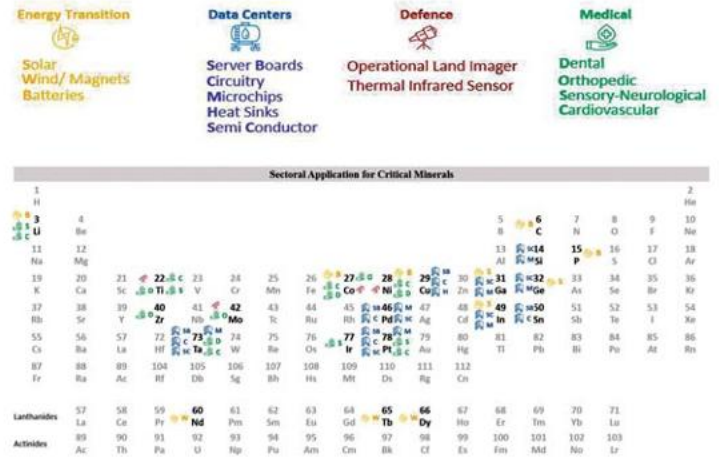 Energy Transition
Solar
Wind/ Magnets
Batteries
Data Centers
Server Boards
Circuitry
Microchips
Heat Sinks
Semi Conductor
Defence
Operational Land Imager
Thermal Infrared Sensor
Medical
Dental
Orthopedic
Sensory-Neurological
Cardiovascular
Sectoral Application for Critical Minerals
1 2
H He
3 4 5 6 7 8 9 10
Li Be B C N O F Ne
11 12 13 14 15 16 17 18
Na Mg Al Si P S Cl Ar
19 20 21 22 23 24 25 26 27 28 29 30 31 32 33 34 35 36
K Ca Sc Ti V Cr Mn Fe Co Ni Cu Zn Ga Ge As Se Br Kr
37 38 39 40 41 42 43 44 45 46 47 48 49 50 51 52 53 54
Rb Sr Y Zr Nb Mo Tc Ru Rh Pd Ag Cd In Sn Sb Te I Xe
55 56 57 72 73 74 75 76 77 78 79 80 81 82 83 84 85 86
Cs Ba La Hf Ta W Re Os Ir Pt Au Hg Tl Pb Bi Po At Rn
87 88 89 104 105 106 107 108 109 110 111 112
Fr Ra Ac Rf Db Sg Bh Hs Mt Ds Rg Cn
Lanthanides 57 58 59 60 61 62 63 64 65 66 67 68 69 70 71
La Ce Pr Nd Pm Sm Eu Gd Tb Dy Ho Er Tm Yb Lu
Actinides 89 90 91 92 93 94 95 96 97 98 99 100 101 102 103
Ac Th Pa U Np Pu Am Cm Bk Cf Es Fm Md No Lr